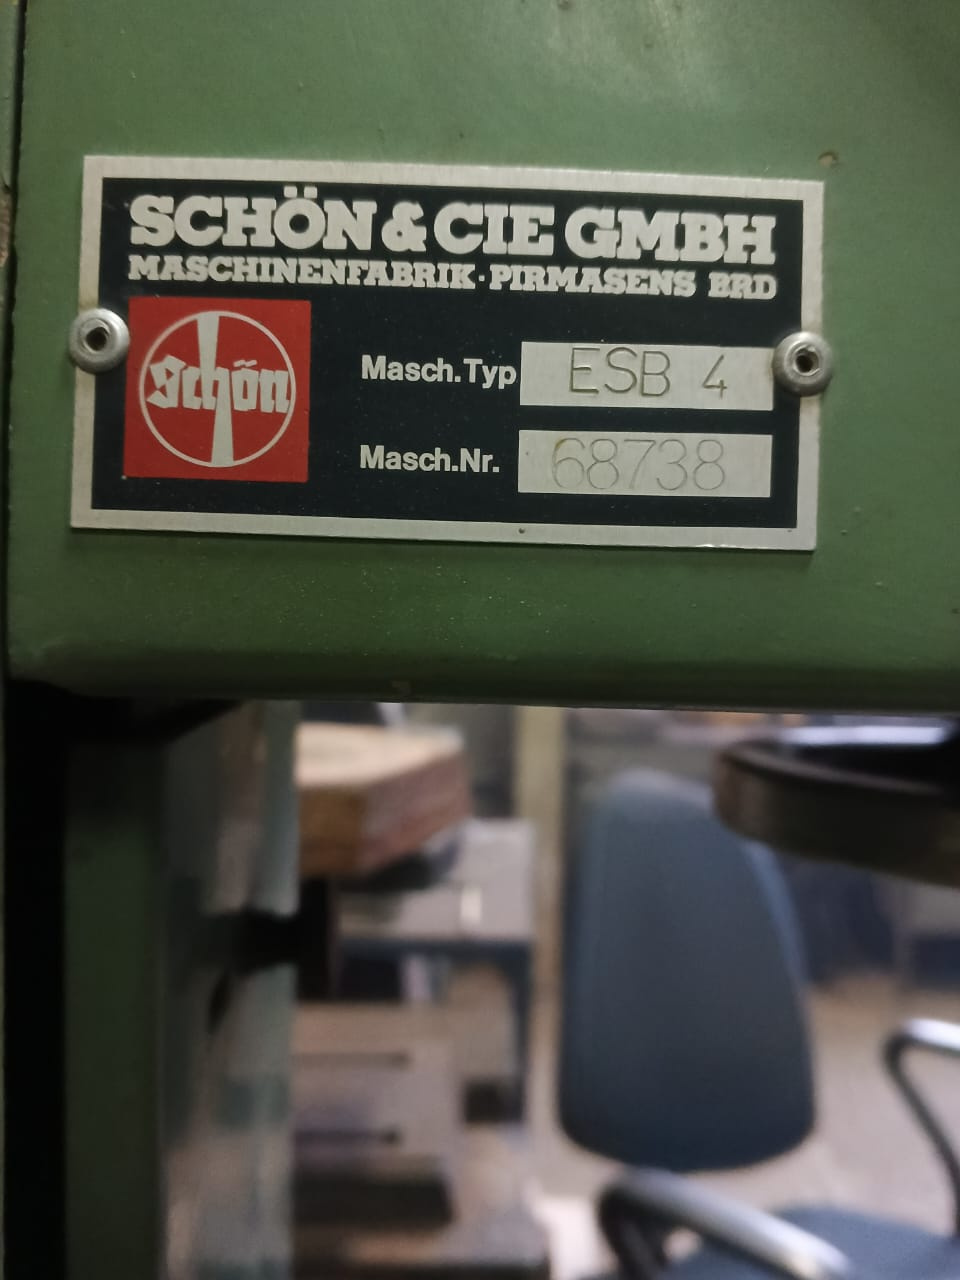 SCHÖN & CIE GMBH
MASCHINENFABRIK · PIRMASENS BRD
Schön
Masch.Typ ESB 4
Masch.Nr. 68738